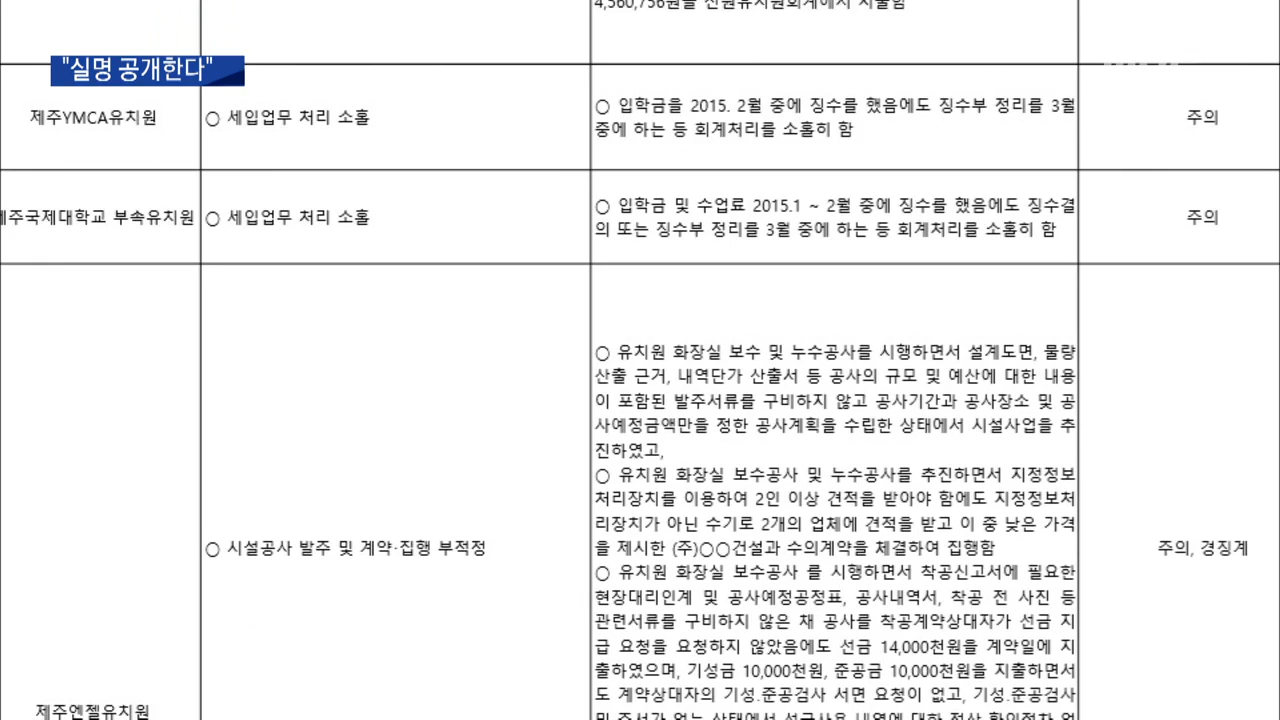 4,560,756원을
"실명 공개한다"
제주YMCA유치원
○ 세입업무 처리 소홀
○ 입학금을 2015. 2월 중에 징수를 했음에도 징수부 정리를 3월
중에 하는 등 회계처리를 소홀히 함
주의
제주국제대학교 부속유치원
○ 세입업무 처리 소홀
○ 입학금 및 수업료 2015.1 ~ 2월 중에 징수를 했음에도 징수결
의 또는 징수부 정리를 3월 중에 하는 등 회계처리를 소홀히 함
주의
○ 유치원 화장실 보수 및 누수공사를 시행하면서 설계도면, 물량
산출 근거, 내역단가 산출서 등 공사의 규모 및 예산에 대한 내용
이 포함된 발주서류를 구비하지 않고 공사기간과 공사장소 및 공
사예정금액만을 정한 공사계획을 수립한 상태에서 시설사업을 추
진하였고,
○ 유치원 화장실 보수공사 및 누수공사를 추진하면서 지정정보
처리장치를 이용하여 2인 이상 견적을 받아야 함에도 지정정보처
리장치가 아닌 수기로 2개의 업체에 견적을 받고 이 중 낮은 가격
을 제시한 (주)○○건설과 수의계약을 체결하여 집행함
○ 시설공사 발주 및 계약·집행 부적정
주의, 경징계
○ 유치원 화장실 보수공사 를 시행하면서 착공신고서에 필요한
현장대리인계 및 공사예정공정표, 공사내역서, 착공 전 사진 등
관련서류를 구비하지 않은 채 공사를 착공계약상대자가 선금 지
급 요청을 요청하지 않았음에도 선금 14,000천원을 계약일에 지
출하였으며, 기성금 10,000천원, 준공금 10,000천원을 지출하면서
도 계약상대자의 기성.준공검사 서면 요청이 없고, 기성.준공검사
제주엔젤유치원